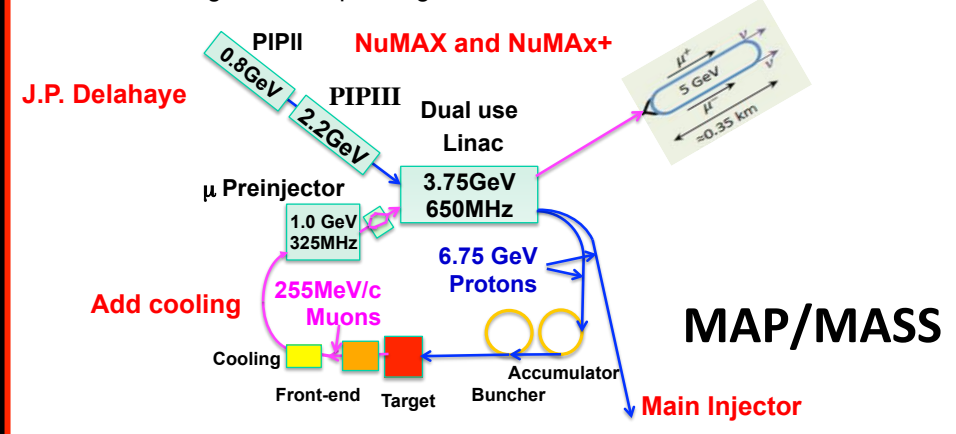 PIPII
NuMAX and NuMAx+
0.8GeV
J.P. Delahaye
PIPIII
2.2GeV
Dual use
Linac
μ+
5 GeV
μ-
ν
ν
≈0.35 km
3.75GeV
650MHz
μ Preinjector
1.0 GeV
325MHz
6.75 GeV
Protons
Add cooling
255MeV/c
Muons
MAP/MASS
Cooling
Front-end
Target
Buncher
Accumulator
Main Injector